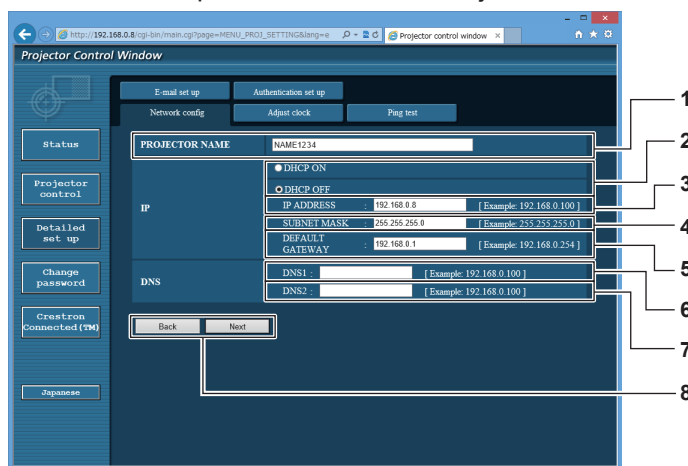 http://192.168.0.8/cgi-bin/main.cgi?page=MENU_PROJ_SETTING&lang=e
Projector control window
Projector Control Window
E-mail set up
Authentication set up
Network config
Adjust clock
Ping test
1
Status
PROJECTOR NAME
NAME1234
2
DHCP ON
Projector control
DHCP OFF
3
IP
IP ADDRESS : 192.168.0.8 [ Example: 192.168.0.100 ]
Detailed set up
SUBNET MASK : 255.255.255.0 [ Example: 255.255.255.0 ]
4
DEFAULT GATEWAY : 192.168.0.1 [ Example: 192.168.0.254 ]
5
Change password
DNS
DNS1 : [ Example: 192.168.0.100 ]
6
DNS2 : [ Example: 192.168.0.100 ]
7
Crestron Connected(TM)
Back
Next
8
Japanese